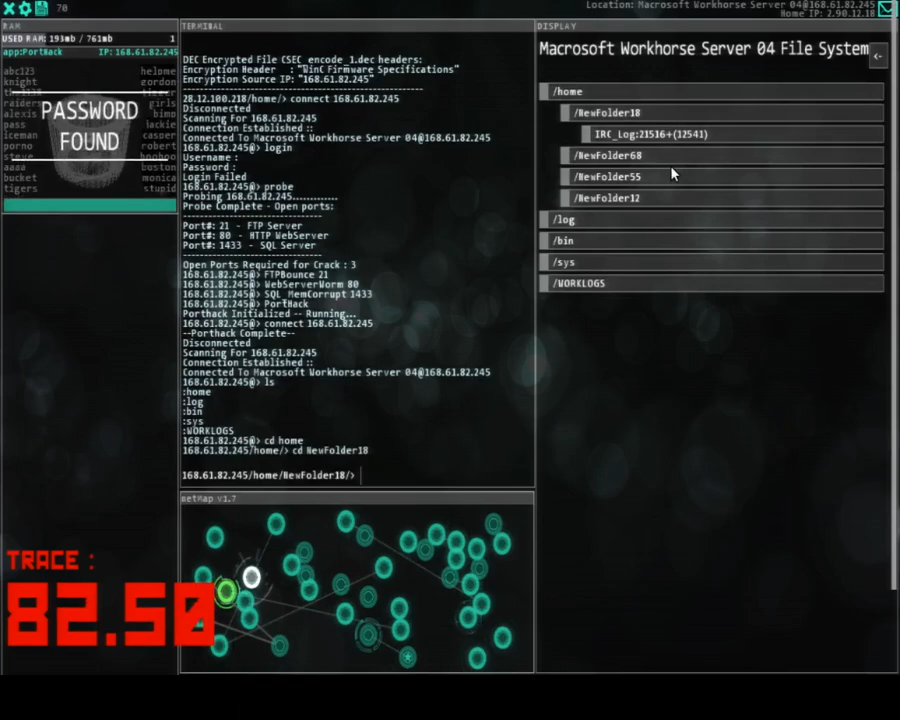 70
Location: Macrosoft Workhorse Server 04@168.61.82.245
Home IP: 2.90.12.18
RAM
USED RAM: 193mb / 761mb 1
app:PortHack IP:168.61.82.245
abc123 helpme
knight gordon
raiders girls
alexis bimo
pass jackie
iceman casper
porno robert
steve booboo
aaaa boston
bucket monica
tigers stupid
PASSWORD
FOUND
TRACE :
82.50
TERMINAL
DEC Encrypted File CSEC_encode_1.dec headers:
Encryption Header : "WinC Firmware Specifications"
Encryption Source IP: "168.61.82.245"
28.12.100.218/home/> connect 168.61.82.245
Disconnected
Scanning For 168.61.82.245
Connection Established ::
Connected To Macrosoft Workhorse Server 04@168.61.82.245
168.61.82.245@> login
Username :
Password :
Login Failed
168.61.82.245@> probe
Probing 168.61.82.245.............
Probe Complete - Open ports:
---------------------------------
Port#: 21 - FTP Server
Port#: 80 - HTTP WebServer
Port#: 1433 - SQL Server
---------------------------------
Open Ports Required for Crack : 3
168.61.82.245@> FTPBounce 21
168.61.82.245@> WebServerWorm 80
168.61.82.245@> SQL_MemCorrupt 1433
168.61.82.245@> PortHack
Porthack Initialized -- Running...
168.61.82.245@> connect 168.61.82.245
--Porthack Complete--
Disconnected
Scanning For 168.61.82.245
Connection Established ::
Connected To Macrosoft Workhorse Server 04@168.61.82.245
168.61.82.245@> ls
:home
:log
:bin
:sys
:WORKLOGS
168.61.82.245@> cd home
168.61.82.245/home/> cd NewFolder18
168.61.82.245/home/NewFolder18/>
netMap v1.7
DISPLAY
Macrosoft Workhorse Server 04 File System
<-
/home
/NewFolder18
IRC_Log:21516+(12541)
/NewFolder68
/NewFolder55
/NewFolder12
/log
/bin
/sys
/WORKLOGS